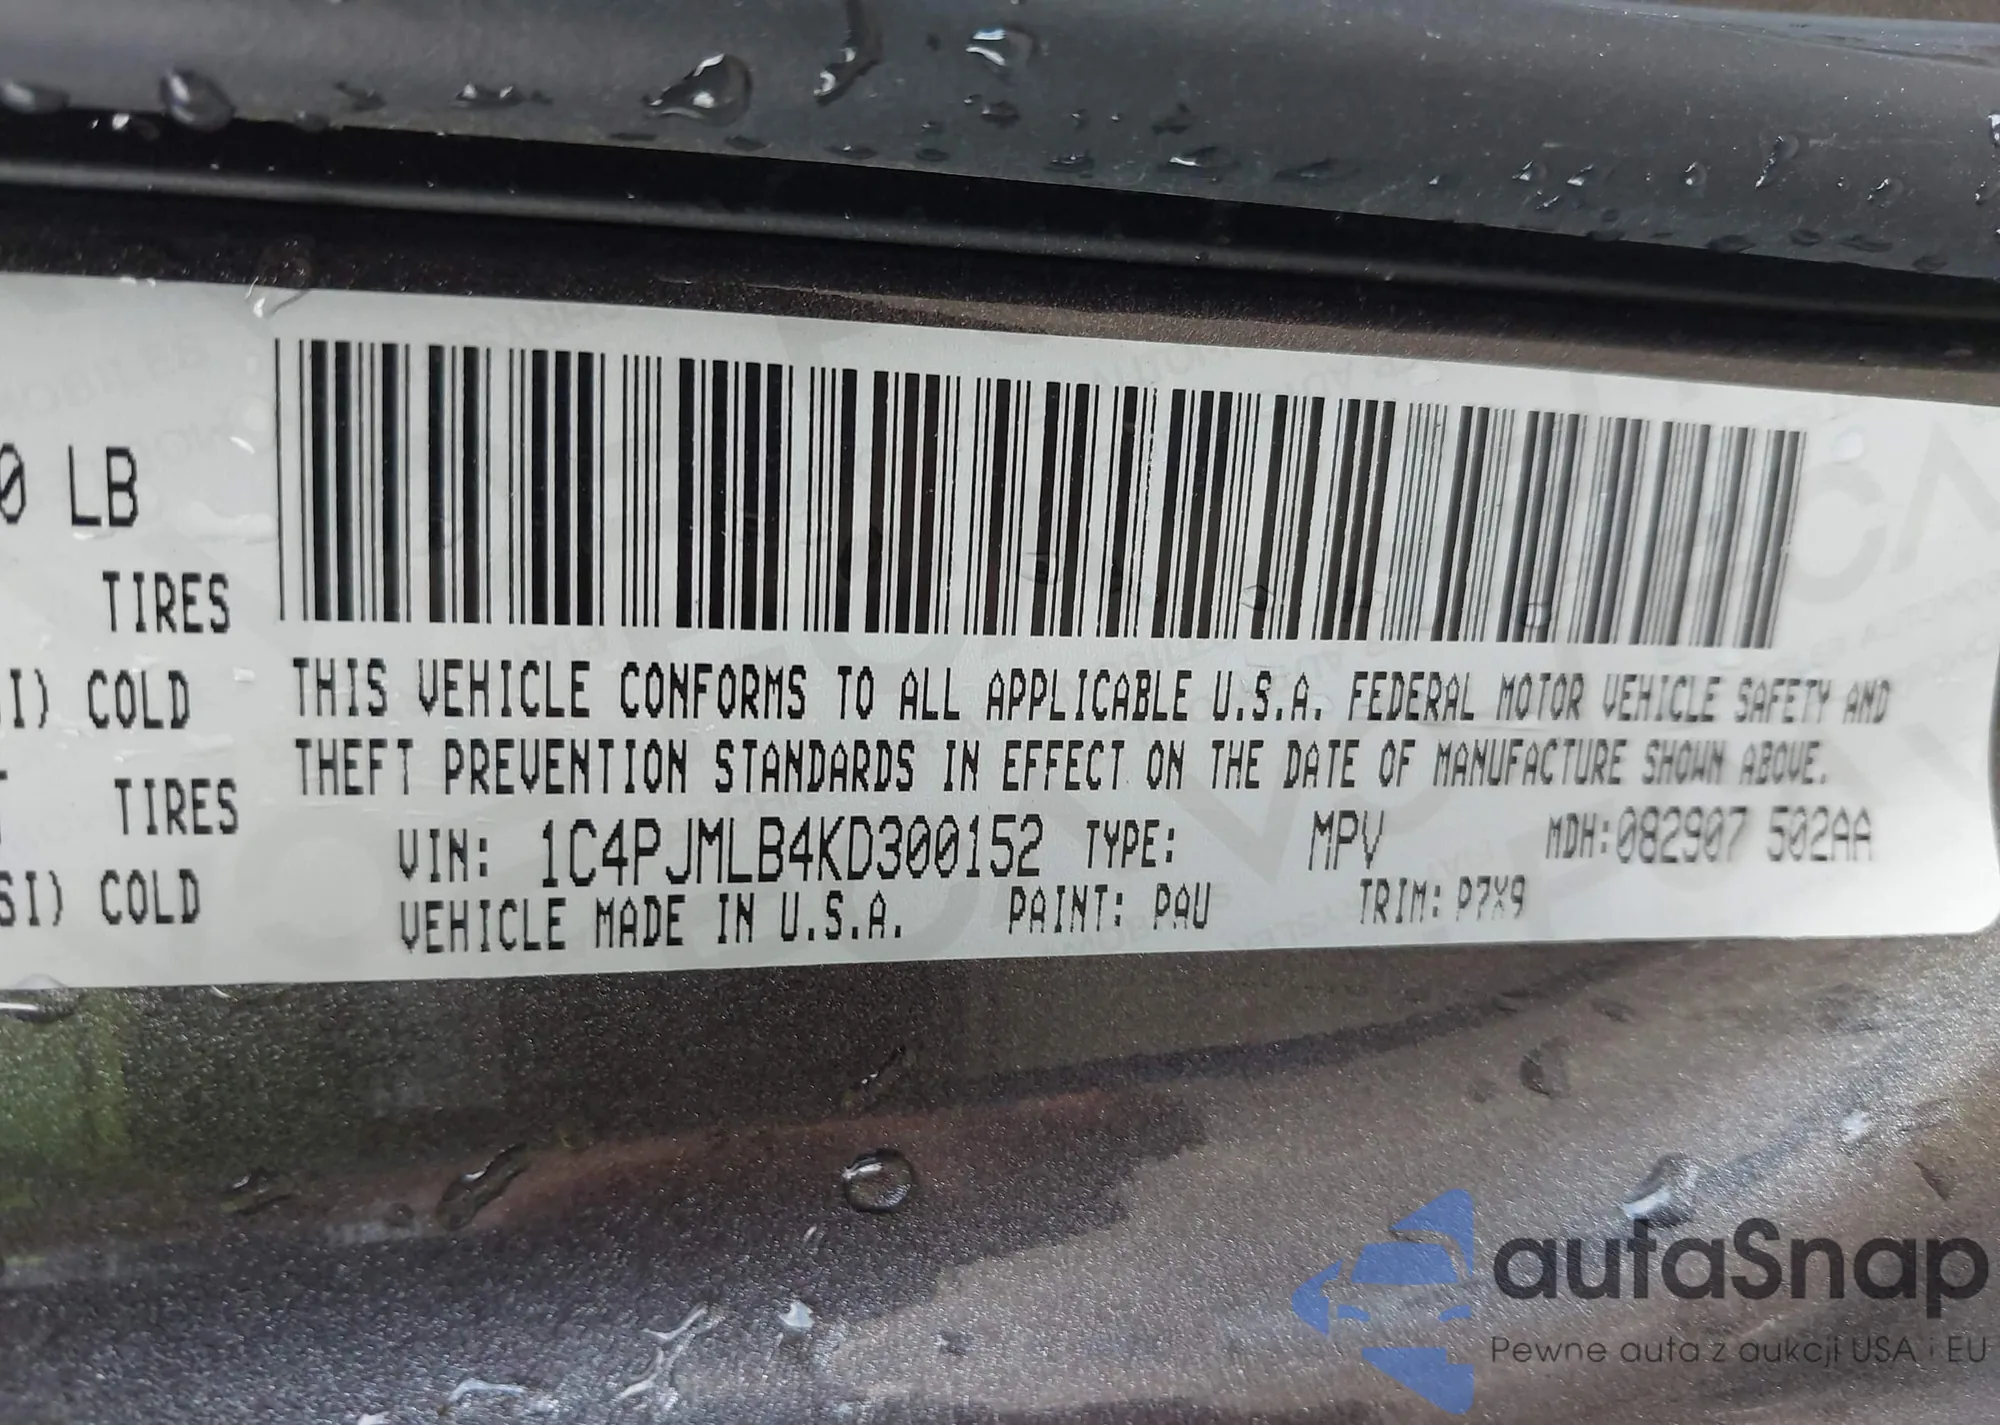 0 LB
TIRES
SI) COLD
TIRES
SI) COLD
THIS VEHICLE CONFORMS TO ALL APPLICABLE U.S.A. FEDERAL MOTOR VEHICLE SAFETY AND
THEFT PREVENTION STANDARDS IN EFFECT ON THE DATE OF MANUFACTURE SHOWN ABOVE.
VIN: 1C4PJMLB4KD300152 TYPE: MPV MDH:082907 502AA
VEHICLE MADE IN U.S.A. PAINT: PAU TRIM: P7X9
autaSnap
Pewne auta z aukcji USA i EU